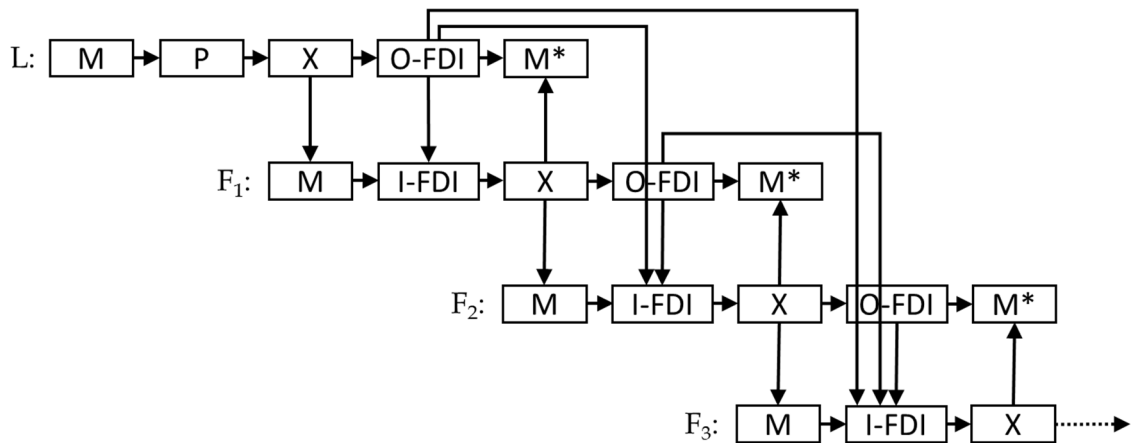 L: M P X O-FDI M*
F1: M I-FDI X O-FDI M*
F2: M I-FDI X O-FDI M*
F3: M I-FDI X